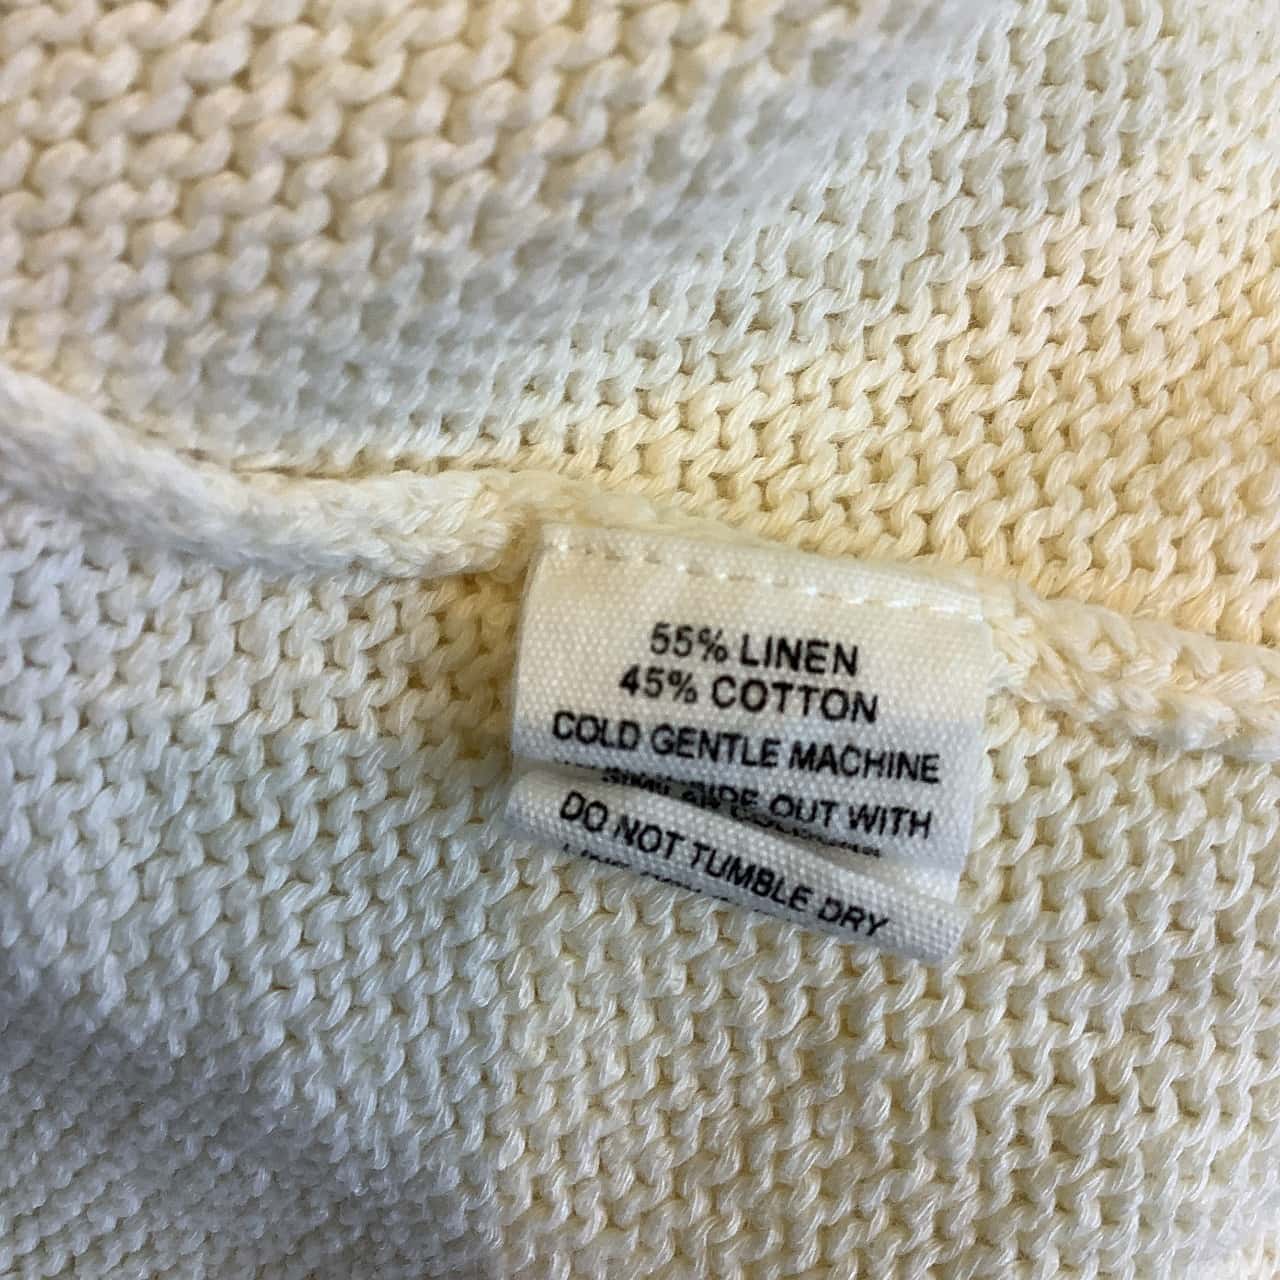 55% LINEN
45% COTTON
COLD GENTLE MACHINE
OUT WITH
DO NOT TUMBLE DRY